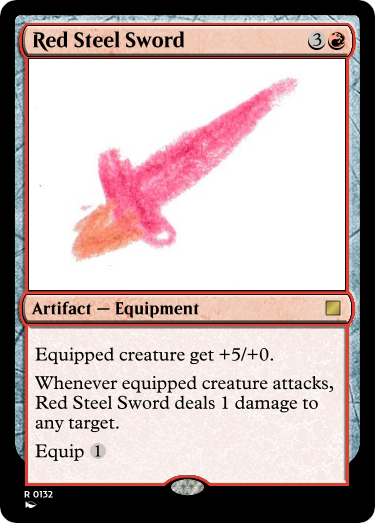 Red Steel Sword 3
Artifact — Equipment
Equipped creature get +5/+0.
Whenever equipped creature attacks,
Red Steel Sword deals 1 damage to
any target.
Equip 1
R 0132